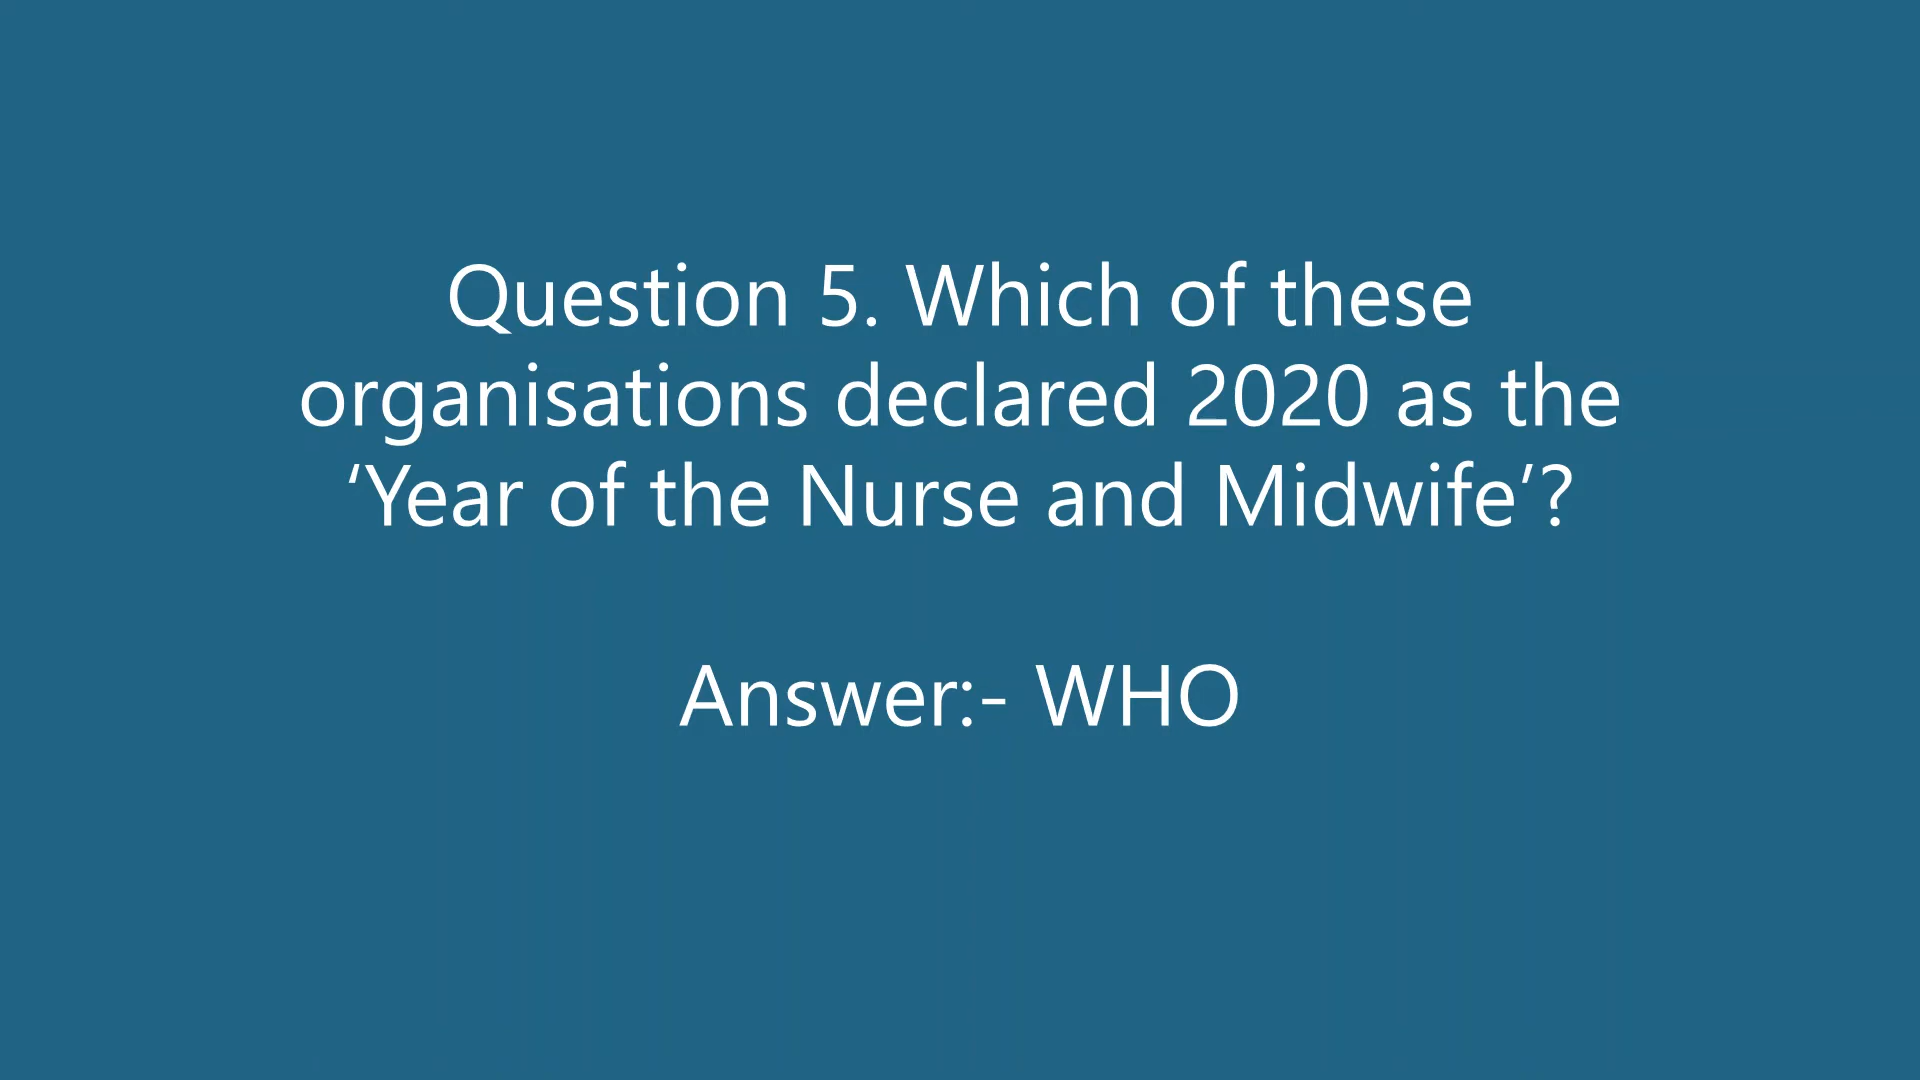 Question 5. Which of these
organisations declared 2020 as the
‘Year of the Nurse and Midwife’?
Answer:- WHO